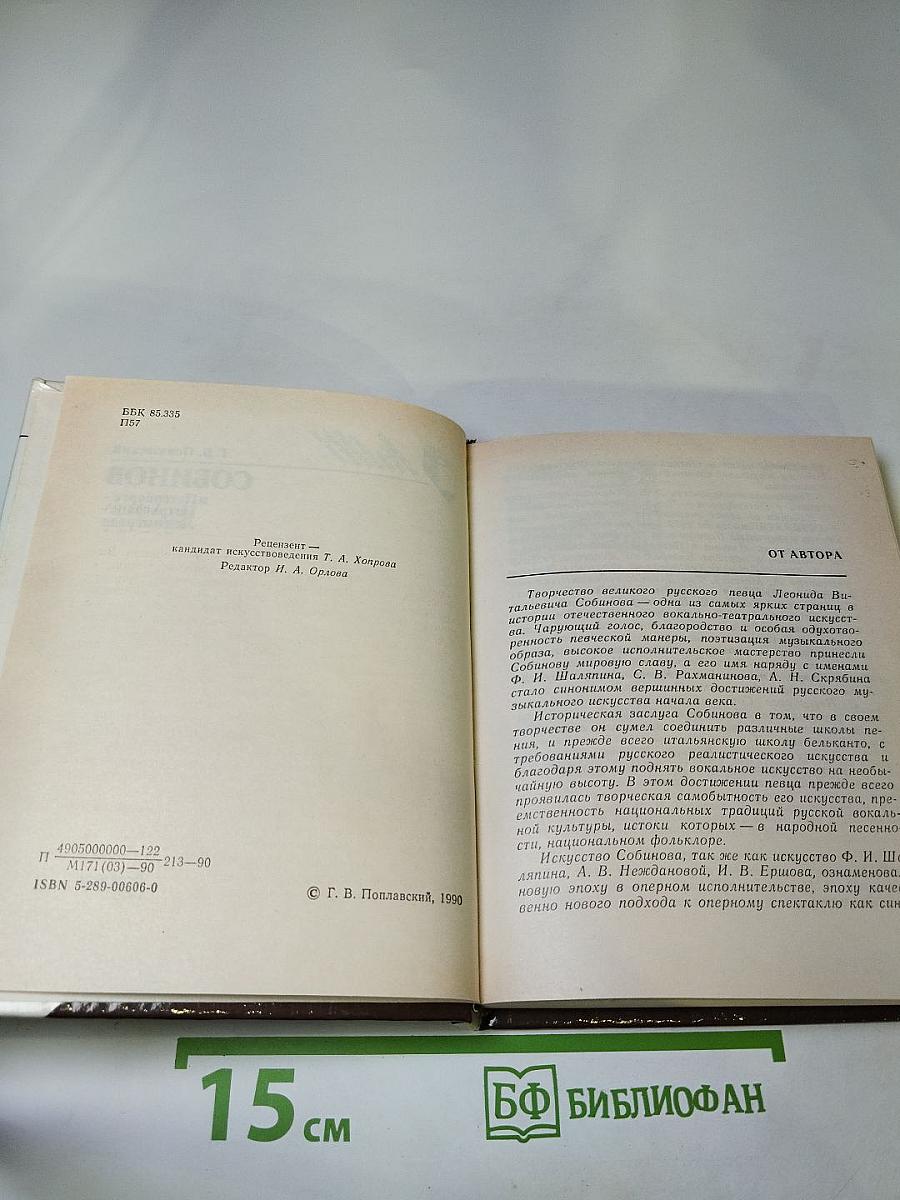 ББК 85.335
П57
Рецензент —
кандидат искусствоведения Т. А. Хопрова
Редактор И. А. Орлова
П 4905000000—122
М171(03)—90 213—90
ISBN 5-289-00606-0
© Г. В. Поплавский, 1990
ОТ АВТОРА
Творчество великого русского певца Леонида Ви-
тальевича Собинова — одна из самых ярких страниц в
истории отечественного вокально-театрального искусст-
ва. Чарующий голос, благородство и особая одухотво-
ренность певческой манеры, поэтизация музыкального
образа, высокое исполнительское мастерство принесли
Собинову мировую славу, а его имя наряду с именами
Ф. И. Шаляпина, С. В. Рахманинова, А. Н. Скрябина
стало синонимом вершинных достижений русского му-
зыкального искусства начала века.
Историческая заслуга Собинова в том, что в своем
творчестве он сумел соединить различные школы пе-
ния, и прежде всего итальянскую школу бельканто, с
требованиями русского реалистического искусства и
благодаря этому поднять вокальное искусство на необы-
чайную высоту. В этом достижении певца прежде всего
проявилась творческая самобытность его искусства, пре-
емственность национальных традиций русской вокаль-
ной культуры, истоки которых — в народной песенно-
сти, национальном фольклоре.
Искусство Собинова, так же как искусство Ф. И. Ша
ляпина, А. В. Неждановой, И. В. Ершова, ознаменова
новую эпоху в оперном исполнительстве, эпоху качес
венно нового подхода к оперному спектаклю как син
15 см
БФ БИБЛИОФАН